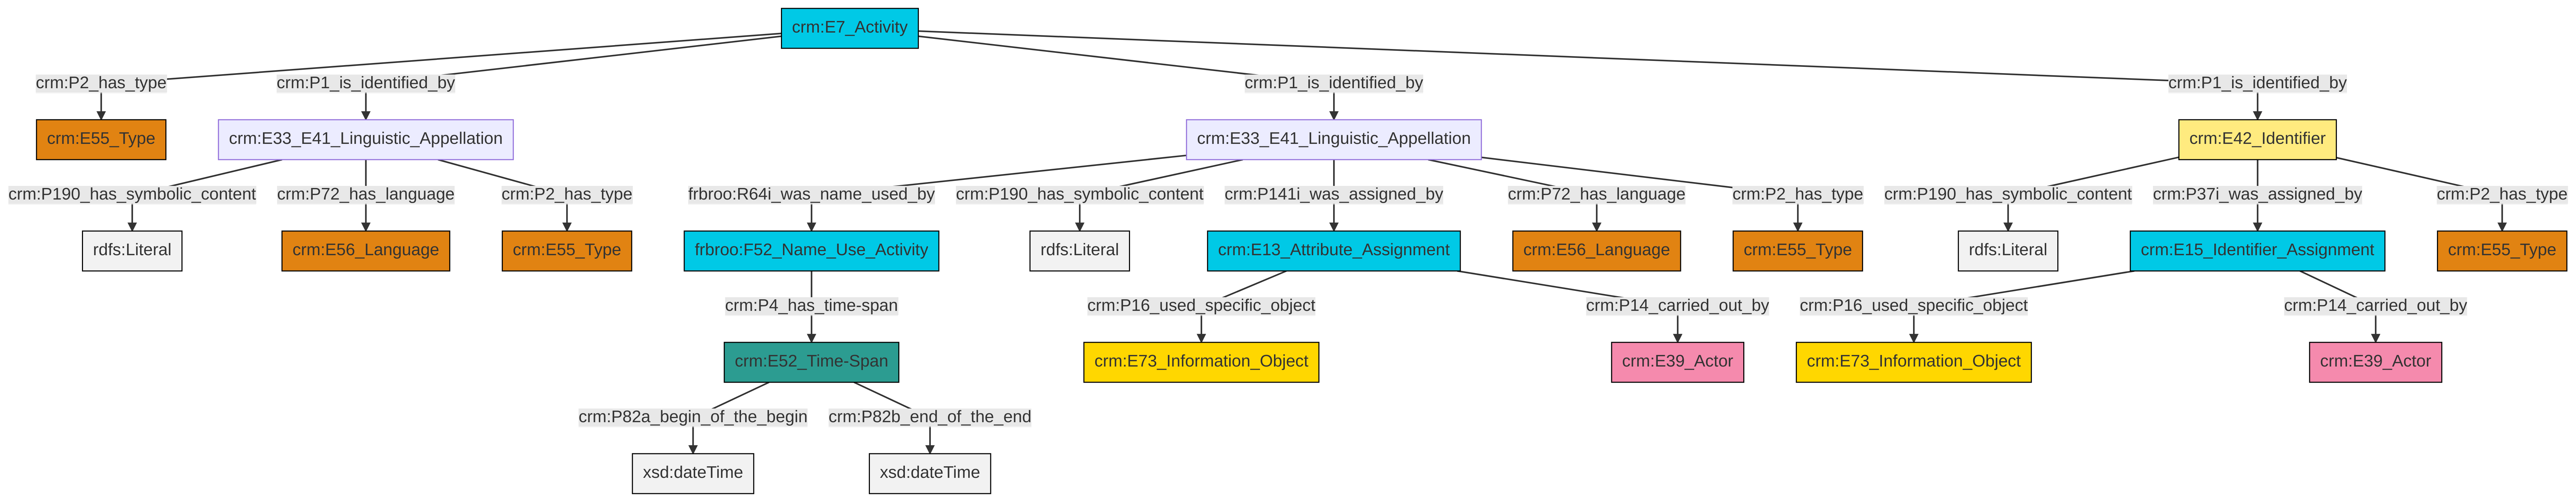 crm:E7_Activity
crm:P2_has_type
crm:P1_is_identified_by
crm:P1_is_identified_by
crm:P1_is_identified_by
crm:E55_Type
crm:E33_E41_Linguistic_Appellation
crm:E33_E41_Linguistic_Appellation
crm:E42_Identifier
crm:P190_has_symbolic_content
crm:P72_has_language
crm:P2_has_type
frbroo:R64i_was_name_used_by
crm:P190_has_symbolic_content
crm:P141i_was_assigned_by
crm:P72_has_language
crm:P2_has_type
crm:P190_has_symbolic_content
crm:P37i_was_assigned_by
crm:P2_has_type
rdfs:Literal
crm:E56_Language
crm:E55_Type
frbroo:F52_Name_Use_Activity
rdfs:Literal
crm:E13_Attribute_Assignment
crm:E56_Language
crm:E55_Type
rdfs:Literal
crm:E15_Identifier_Assignment
crm:E55_Type
crm:P4_has_time-span
crm:P16_used_specific_object
crm:P14_carried_out_by
crm:P16_used_specific_object
crm:P14_carried_out_by
crm:E52_Time-Span
crm:E73_Information_Object
crm:E39_Actor
crm:E73_Information_Object
crm:E39_Actor
crm:P82a_begin_of_the_begin
crm:P82b_end_of_the_end
xsd:dateTime
xsd:dateTime